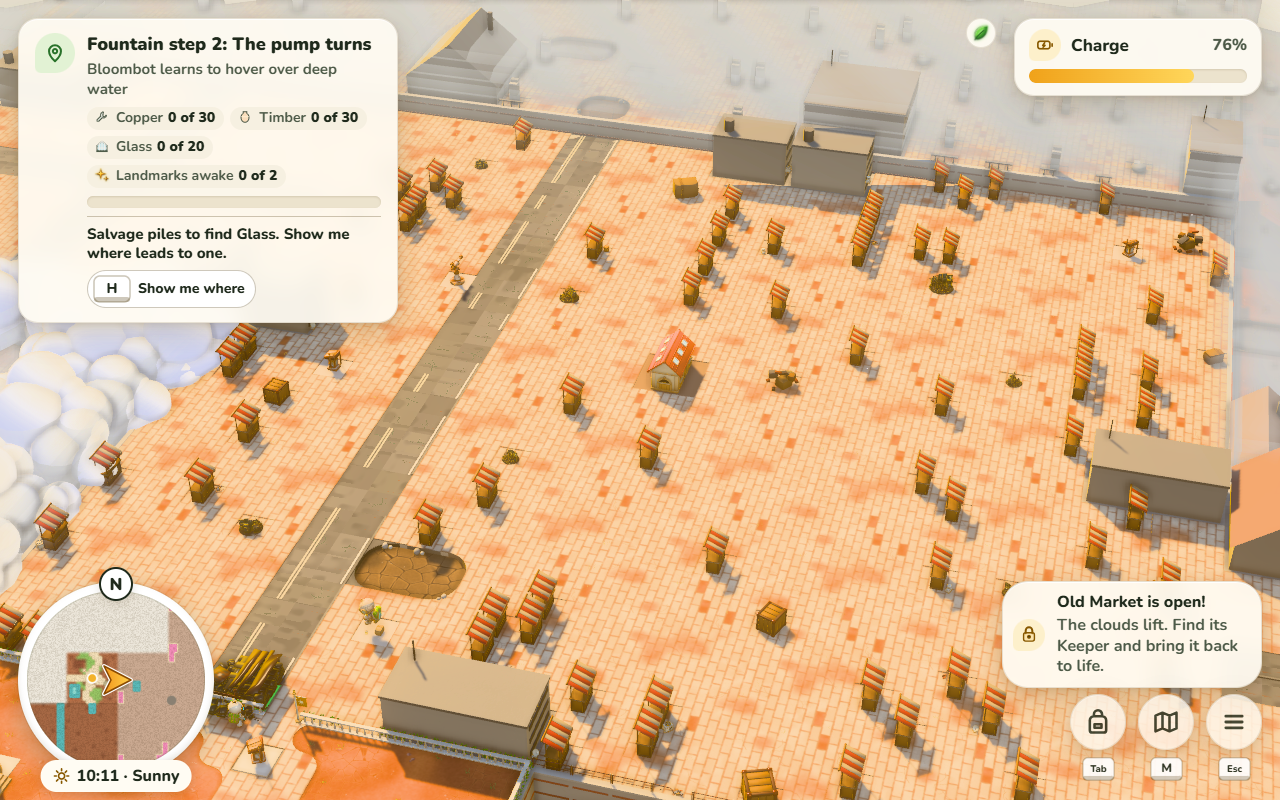 Fountain step 2: The pump turns
Bloombot learns to hover over deep
water
Copper 0 of 30
Timber 0 of 30
Glass 0 of 20
Landmarks awake 0 of 2
Salvage piles to find Glass. Show me
where leads to one.
H Show me where
Charge 76%
Old Market is open!
The clouds lift. Find its
Keeper and bring it back
to life.
N
10:11 · Sunny
Tab
M
Esc